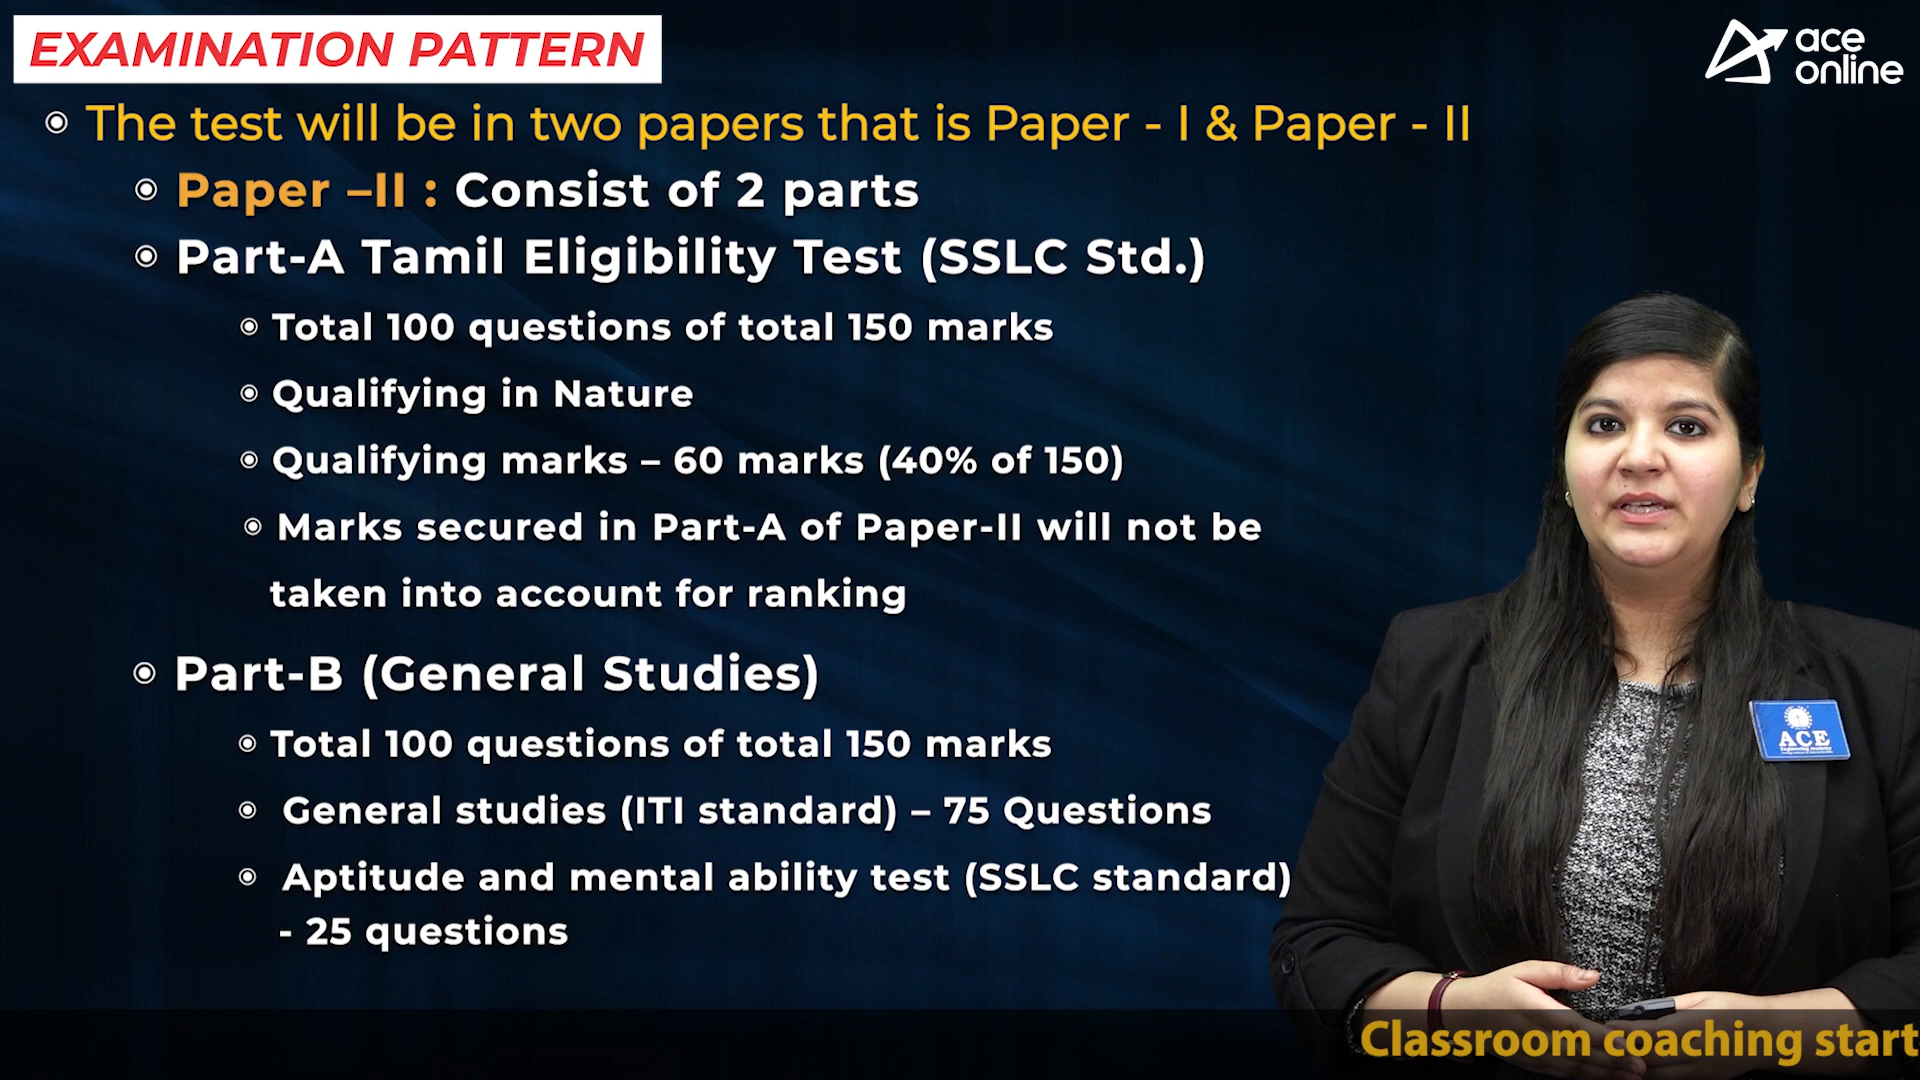 EXAMINATION PATTERN
ace
online
The test will be in two papers that is Paper - I & Paper - II
Paper –II : Consist of 2 parts
Part-A Tamil Eligibility Test (SSLC Std.)
Total 100 questions of total 150 marks
Qualifying in Nature
Qualifying marks – 60 marks (40% of 150)
Marks secured in Part-A of Paper-II will not be
taken into account for ranking
Part-B (General Studies)
Total 100 questions of total 150 marks
General studies (ITI standard) – 75 Questions
Aptitude and mental ability test (SSLC standard)
- 25 questions
ACE
Engineering Academy
Classroom coaching start